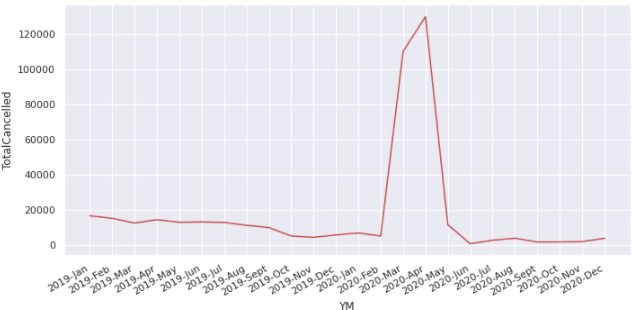 TotalCancelled
120000
100000
80000
60000
40000
20000
0
2019-Jan
2019-Feb
2019-Mar
2019-Apr
2019-May
2019-Jun
2019-Jul
2019-Aug
2019-Sept
2019-Oct
2019-Nov
2019-Dec
2020-Jan
2020-Feb
2020-Mar
2020-Apr
2020-May
2020-Jun
2020-Jul
2020-Aug
2020-Sept
2020-Oct
2020-Nov
2020-Dec
YM